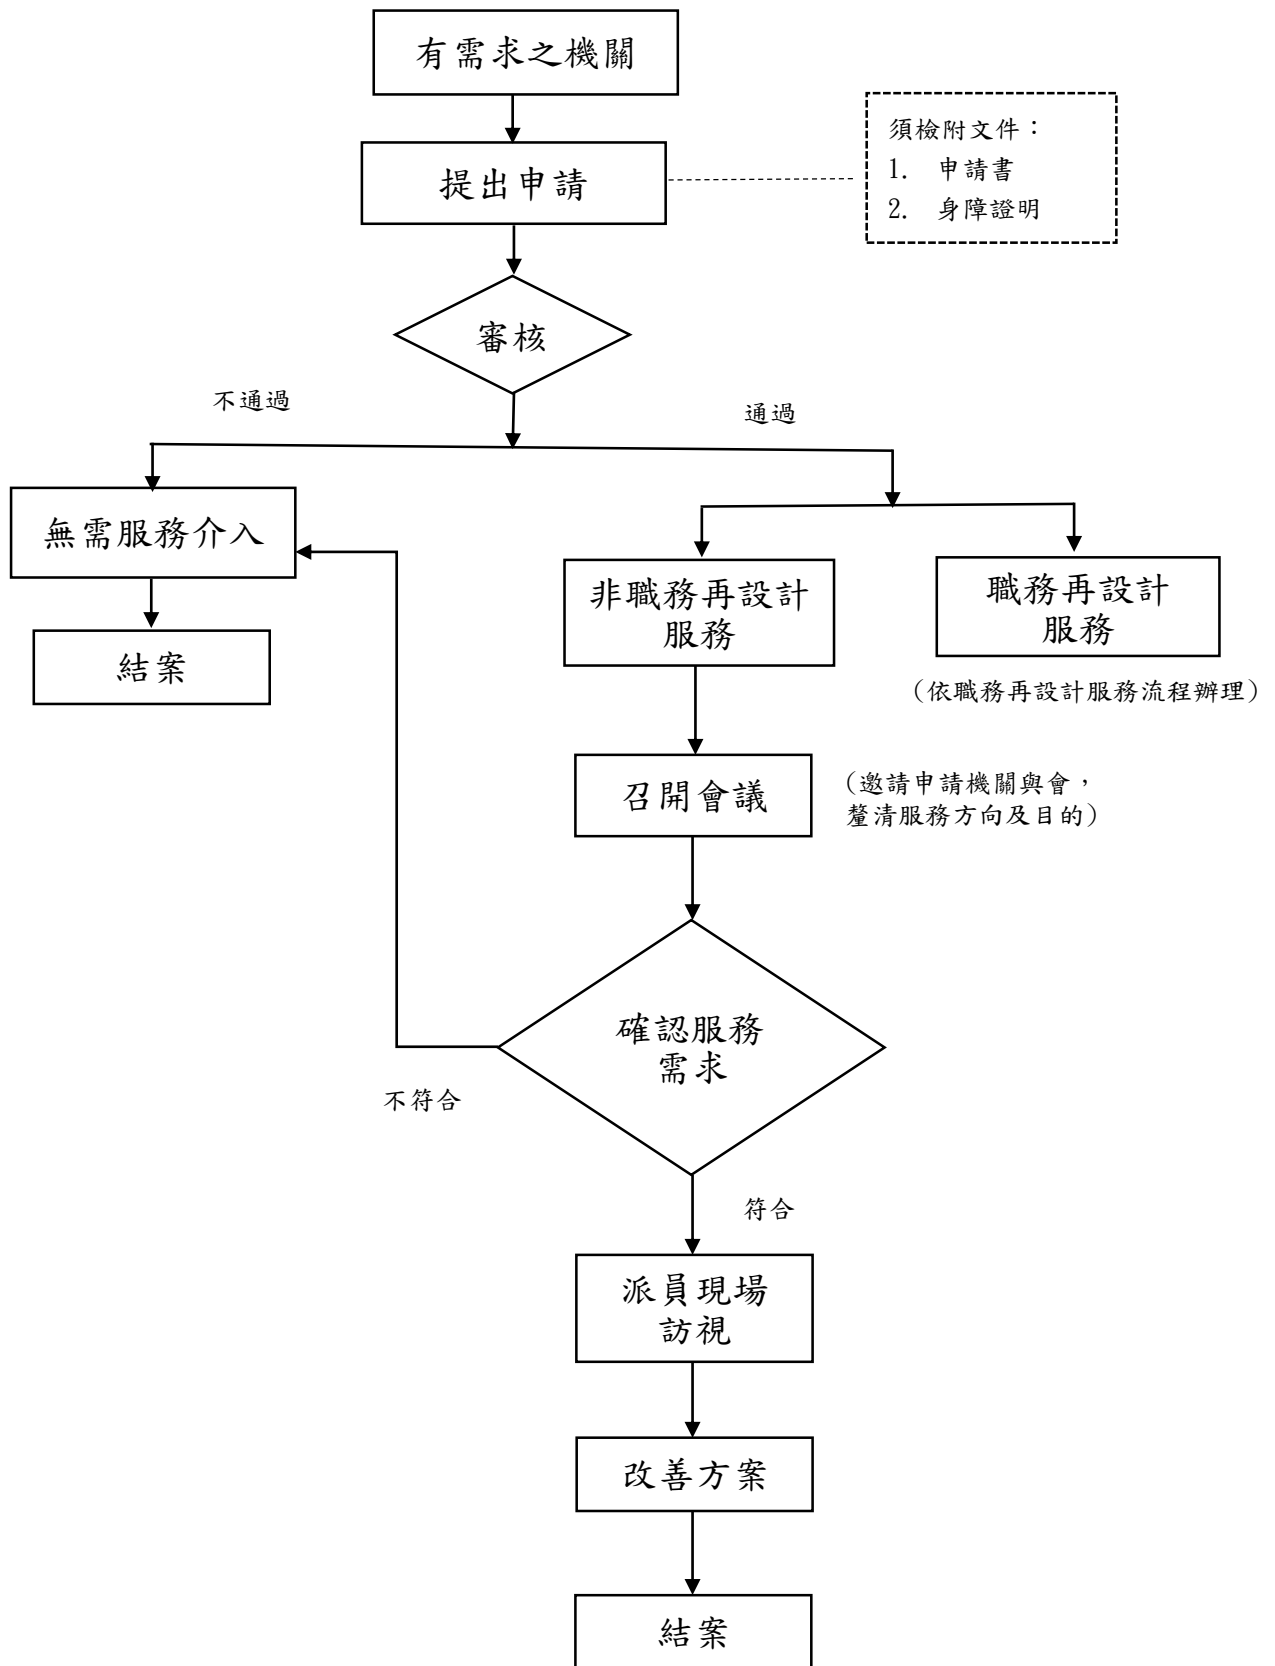 有需求之機關
須檢附文件：
1. 申請書
2. 身障證明
提出申請
審核
不通過
通過
無需服務介入
結案
非職務再設計
服務
職務再設計
服務
(依職務再設計服務流程辦理)
召開會議
(邀請申請機關與會，
釐清服務方向及目的)
確認服務
需求
不符合
符合
派員現場
訪視
改善方案
結案